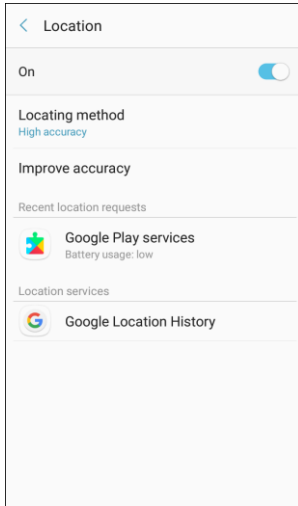 Location
On
Locating method
High accuracy
Improve accuracy
Recent location requests
Google Play services
Battery usage: low
Location services
Google Location History